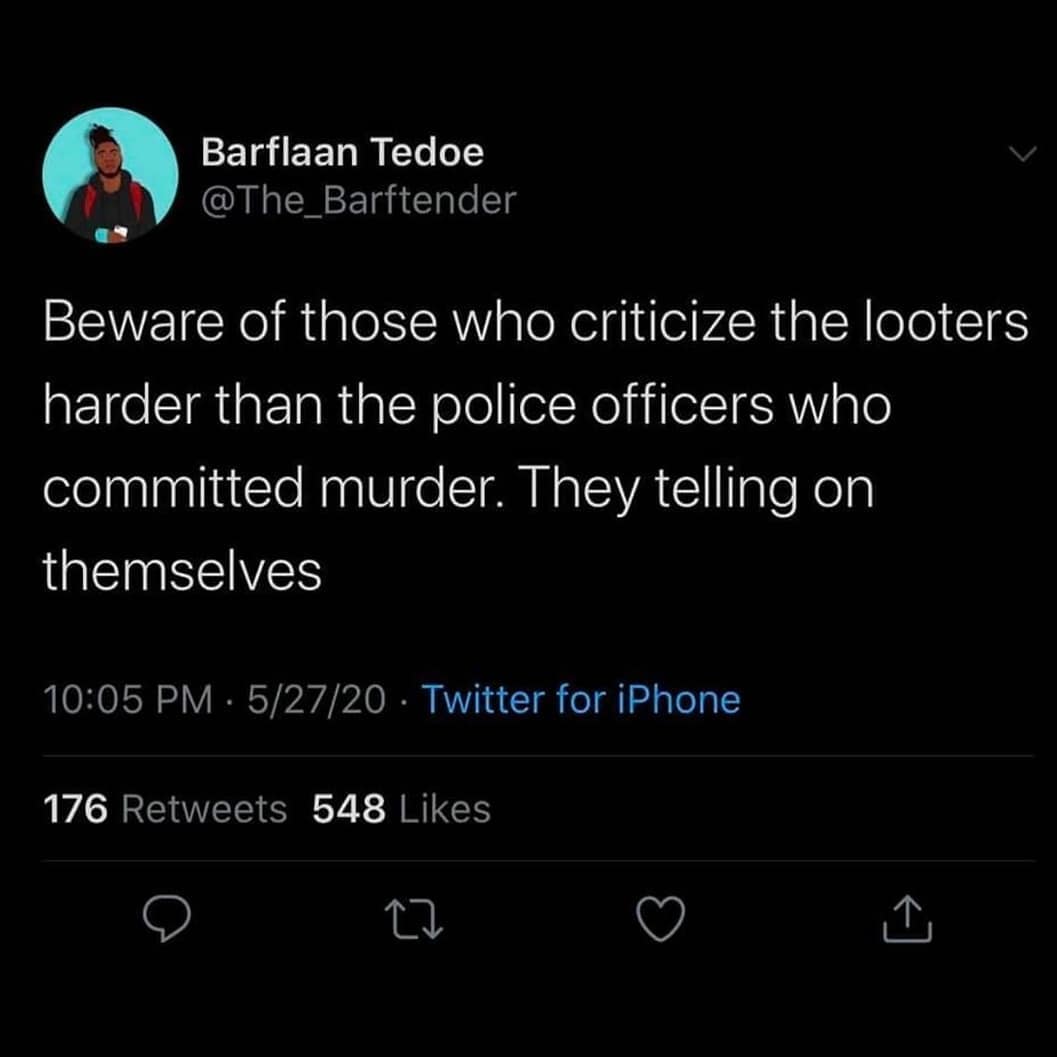 Barflaan Tedoe
@The_Barftender
Beware of those who criticize the looters
harder than the police officers who
committed murder. They telling on
themselves
10:05 PM · 5/27/20 · Twitter for iPhone
176 Retweets 548 Likes